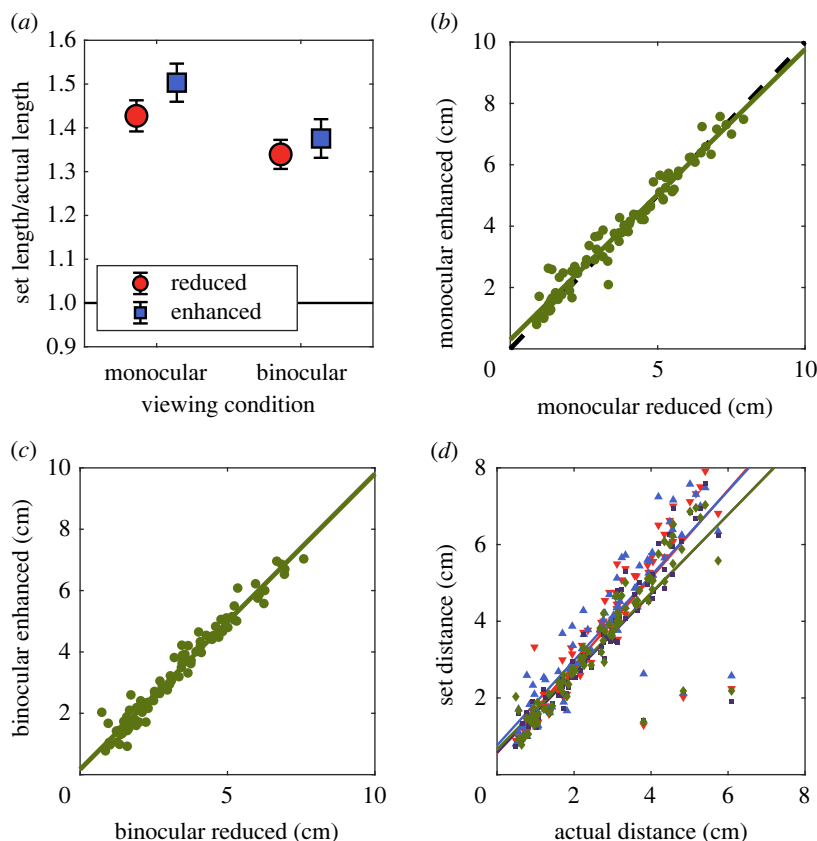 (a)
1.6
1.5
1.4
1.3
1.2
1.1
1.0
0.9
set length/actual length
reduced
enhanced
monocular binocular
viewing condition
(b)
10
8
6
4
2
0 5 10
monocular enhanced (cm)
monocular reduced (cm)
(c)
10
8
6
4
2
0 5 10
binocular enhanced (cm)
binocular reduced (cm)
(d)
8
6
4
2
0 2 4 6 8
set distance (cm)
actual distance (cm)